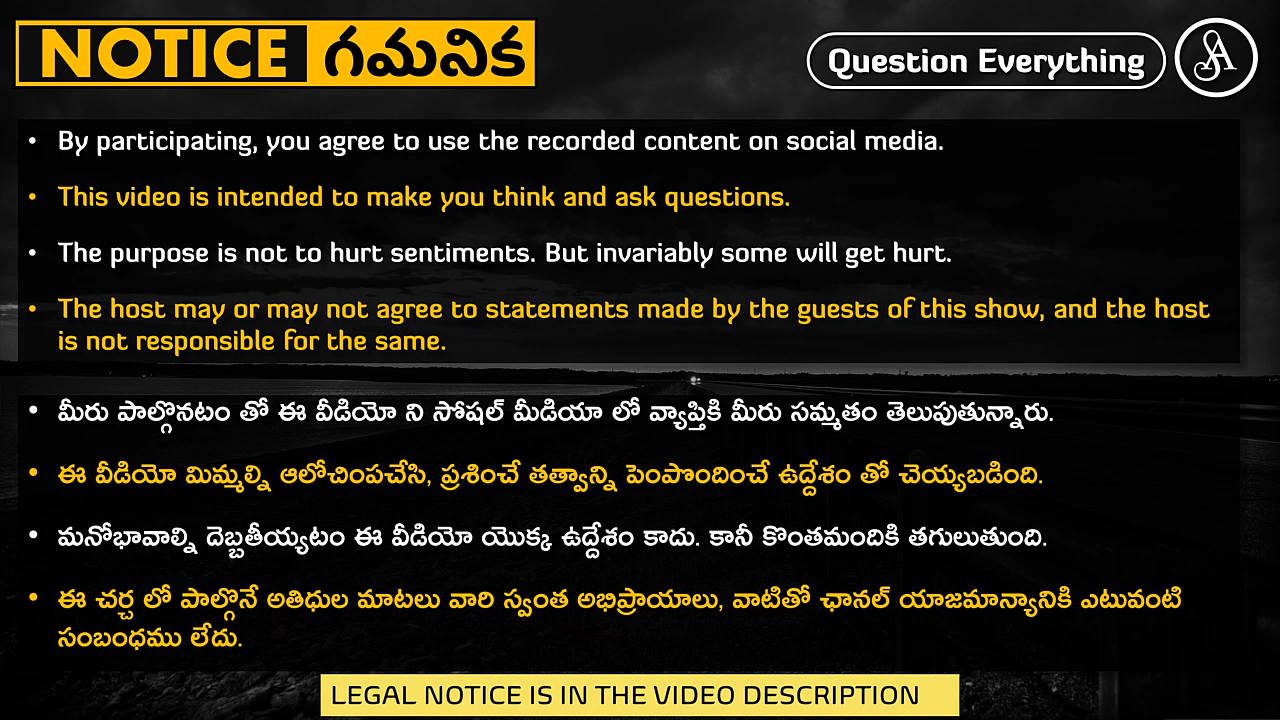 NOTICE గమనిక
Question Everything
SA
• By participating, you agree to use the recorded content on social media.
• This video is intended to make you think and ask questions.
• The purpose is not to hurt sentiments. But invariably some will get hurt.
• The host may or may not agree to statements made by the guests of this show, and the host
is not responsible for the same.
• మీరు పాల్గొనటం తో ఈ వీడియో ని సోషల్ మీడియా లో వ్యాప్తికి మీరు సమ్మతం తెలుపుతున్నారు.
• ఈ వీడియో మిమ్మల్ని ఆలోచింపచేసి, ప్రశించే తత్వాన్ని పెంపొందించే ఉద్దేశం తో చెయ్యబడింది.
• మనోభావాల్ని దెబ్బతీయ్యటం ఈ వీడియో యొక్క ఉద్దేశం కాదు. కానీ కొంతమందికి తగులుతుంది.
• ఈ చర్చ లో పాల్గొనే అతిధుల మాటలు వారి స్వంత అభిప్రాయాలు, వాటితో ఛానల్ యాజమాన్యానికి ఎటువంటి
సంబంధము లేదు.
LEGAL NOTICE IS IN THE VIDEO DESCRIPTION